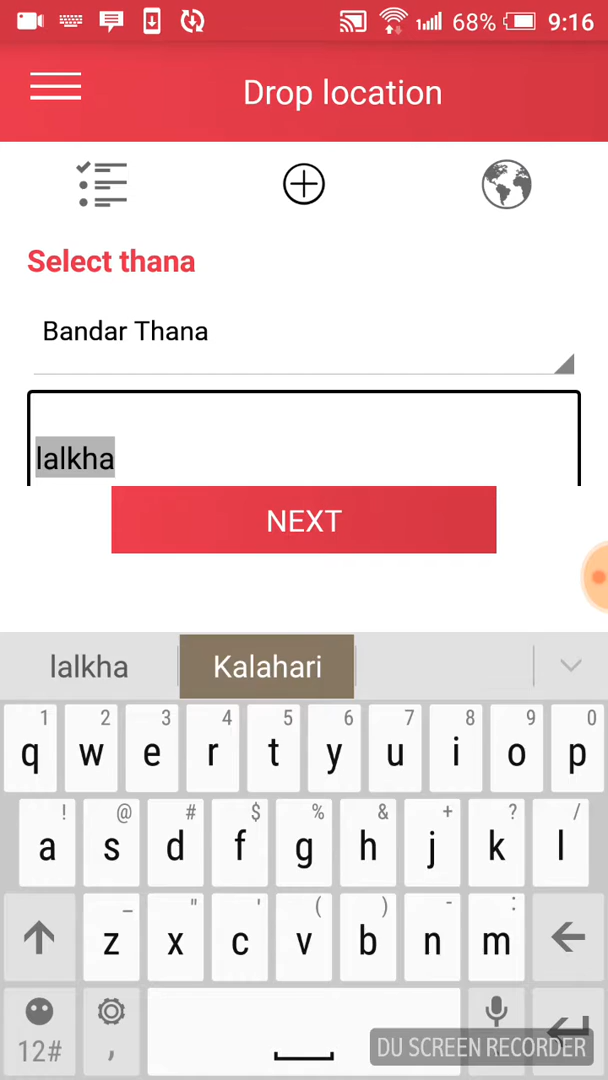 68% 9:16
Drop location
Select thana
Bandar Thana
lalkha
NEXT
lalkha Kalahari
1 2 3 4 5 6 7 8 9 0
q w e r t y u i o p
! @ # $ % & + ? /
a s d f g h j k l
_ " ' ( ) - :
z x c v b n m
12# ,
DU SCREEN RECORDER